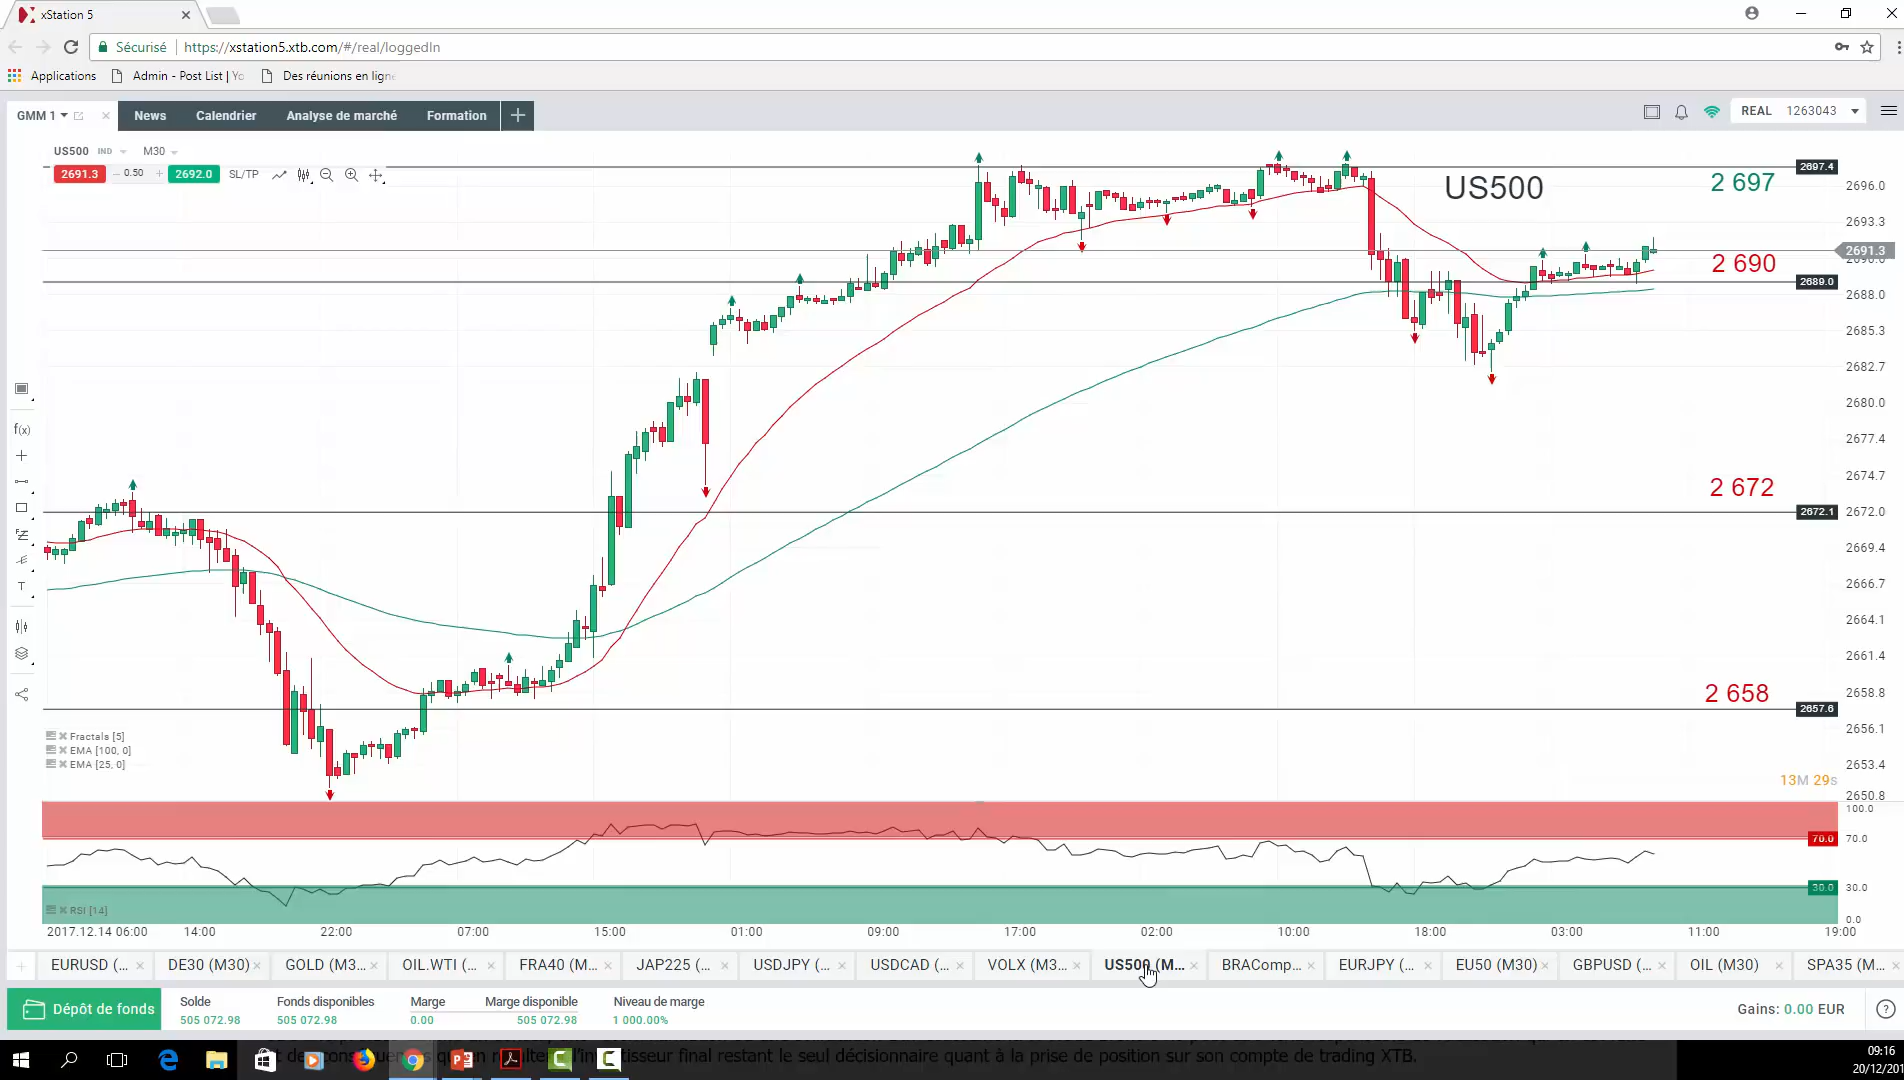 xStation 5
Sécurisé https://xstation5.xtb.com/#/real/loggedIn
Applications Admin - Post List | Yo Des réunions en ligne
GMM 1 News Calendrier Analyse de marché Formation REAL 1263043
US500 IND M30
2691.3 0.50 2692.0 SL/TP
US500
2 697
2697.4
2696.0
2693.3
2691.3
2 690
2689.0
2688.0
2685.3
2682.7
2680.0
2677.4
2674.7
2 672
2672.1
2672.0
2669.4
2666.7
2664.1
2661.4
2658.8
2 658
2657.6
2656.1
2653.4
2650.8
f(x)
T
Fractals [5]
EMA [100, 0]
EMA [25, 0]
13M 29s
100.0
70.0 70.0
30.0 30.0
RSI [14]
0.0
2017.12.14 06:00 14:00 22:00 07:00 15:00 01:00 09:00 17:00 02:00 10:00 18:00 03:00 11:00 19:00
EURUSD (... DE30 (M30) GOLD (M3... OIL.WTI (... FRA40 (M... JAP225 (... USDJPY (... USDCAD (... VOLX (M3... US500 (M... BRAComp... EURJPY (... EU50 (M30) GBPUSD (... OIL (M30) SPA35 (M...
Dépôt de fonds
Solde Fonds disponibles Marge Marge disponible Niveau de marge
505 072.98 505 072.98 0.00 505 072.98 1 000.00%
Gains: 0.00 EUR
l'investisseur final restant le seul décisionnaire quant à la prise de position sur son compte de trading XTB.
09:16
20/12/201